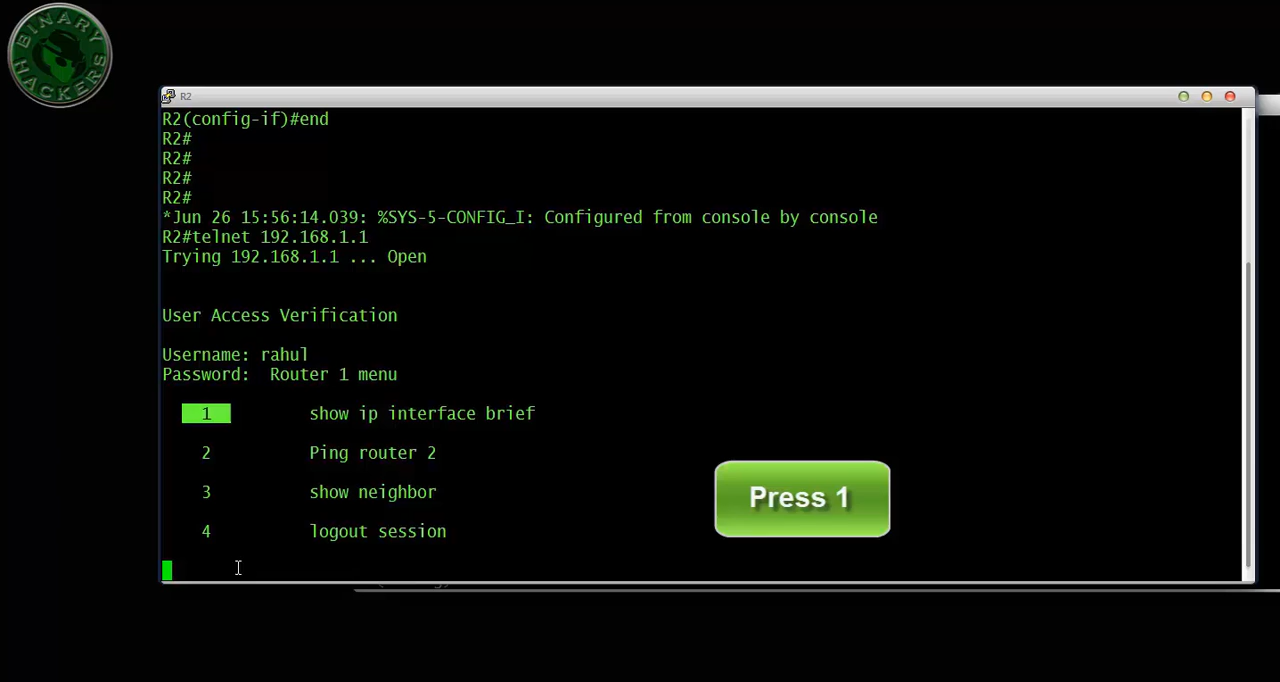 BINARY
HACKERS
R2
R2(config-if)#end
R2#
R2#
R2#
R2#
*Jun 26 15:56:14.039: %SYS-5-CONFIG_I: Configured from console by console
R2#telnet 192.168.1.1
Trying 192.168.1.1 ... Open
User Access Verification
Username: rahul
Password:  Router 1 menu
1 show ip interface brief
2 Ping router 2
3 show neighbor
4 logout session
Press 1